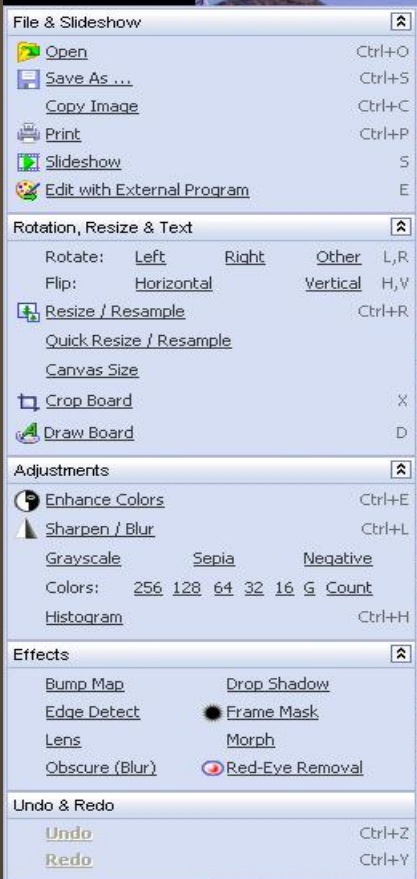 File & Slideshow
Open Ctrl+O
Save As ... Ctrl+S
Copy Image Ctrl+C
Print Ctrl+P
Slideshow S
Edit with External Program E
Rotation, Resize & Text
Rotate: Left Right Other L,R
Flip: Horizontal Vertical H,V
Resize / Resample Ctrl+R
Quick Resize / Resample
Canvas Size
Crop Board X
Draw Board D
Adjustments
Enhance Colors Ctrl+E
Sharpen / Blur Ctrl+L
Grayscale Sepia Negative
Colors: 256 128 64 32 16 G Count
Histogram Ctrl+H
Effects
Bump Map Drop Shadow
Edge Detect Frame Mask
Lens Morph
Obscure (Blur) Red-Eye Removal
Undo & Redo
Undo Ctrl+Z
Redo Ctrl+Y